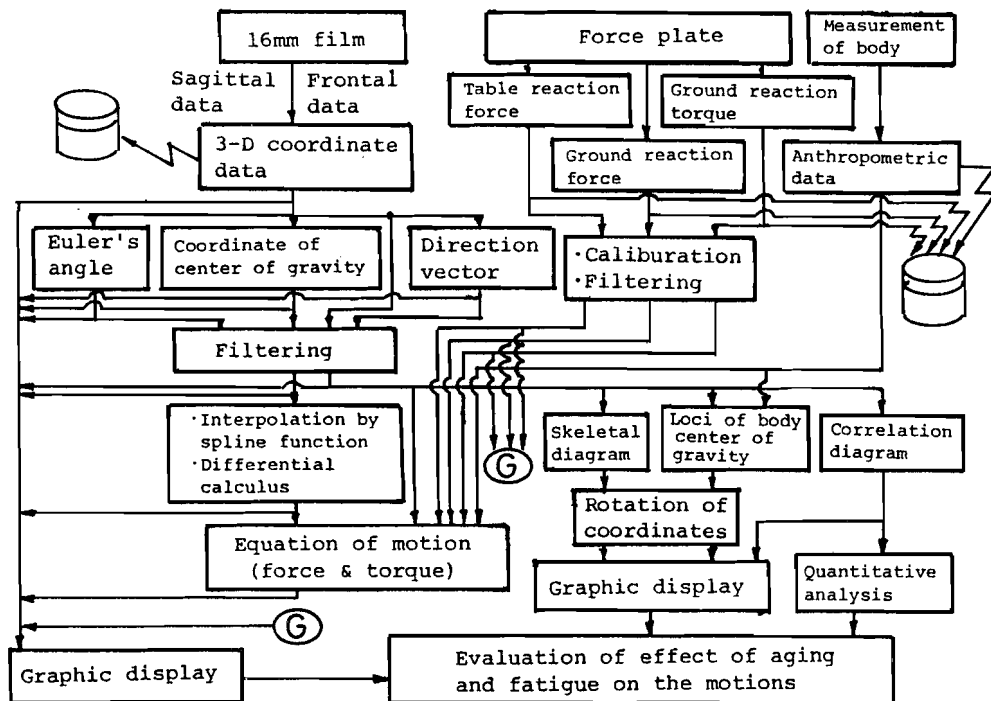 16mm film
Force plate
Measurement
of body
Sagittal
data
Frontal
data
Table reaction
force
Ground reaction
torque
3-D coordinate
data
Ground reaction
force
Anthropometric
data
Euler's
angle
Coordinate of
center of gravity
Direction
vector
·Caliburation
·Filtering
Filtering
·Interpolation by
spline function
·Differential
calculus
G
Skeletal
diagram
Loci of body
center of
gravity
Correlation
diagram
Rotation of
coordinates
Equation of motion
(force & torque)
Graphic display
Quantitative
analysis
G
Graphic display
Evaluation of effect of aging
and fatigue on the motions